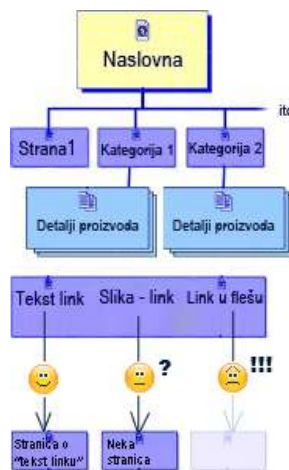 Naslovna
itd
Strana1
Kategorija 1
Kategorija 2
Detalji proizvoda
Detalji proizvoda
Tekst link
Slika - link
Link u flešu
?
!!!
Stranica o
"tekst linku"
Neka
stranica